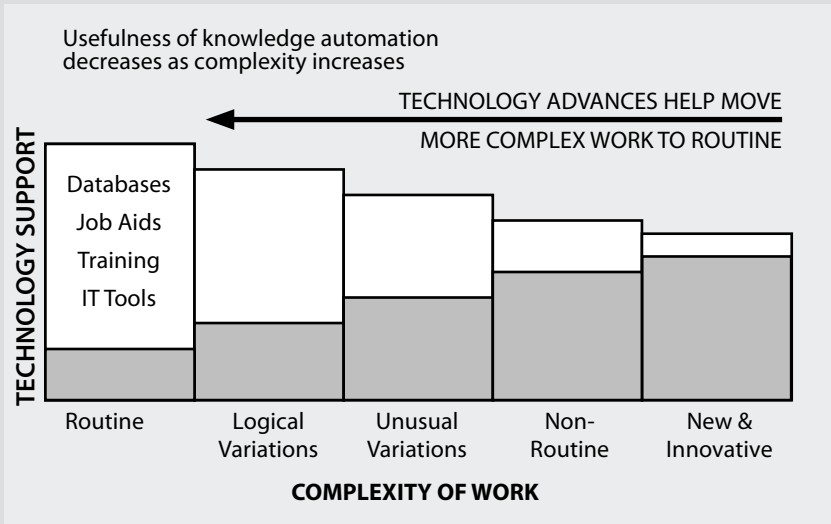 Usefulness of knowledge automation
decreases as complexity increases
TECHNOLOGY ADVANCES HELP MOVE
MORE COMPLEX WORK TO ROUTINE
TECHNOLOGY SUPPORT
Databases
Job Aids
Training
IT Tools
Routine
Logical
Variations
Unusual
Variations
Non-
Routine
New &
Innovative
COMPLEXITY OF WORK